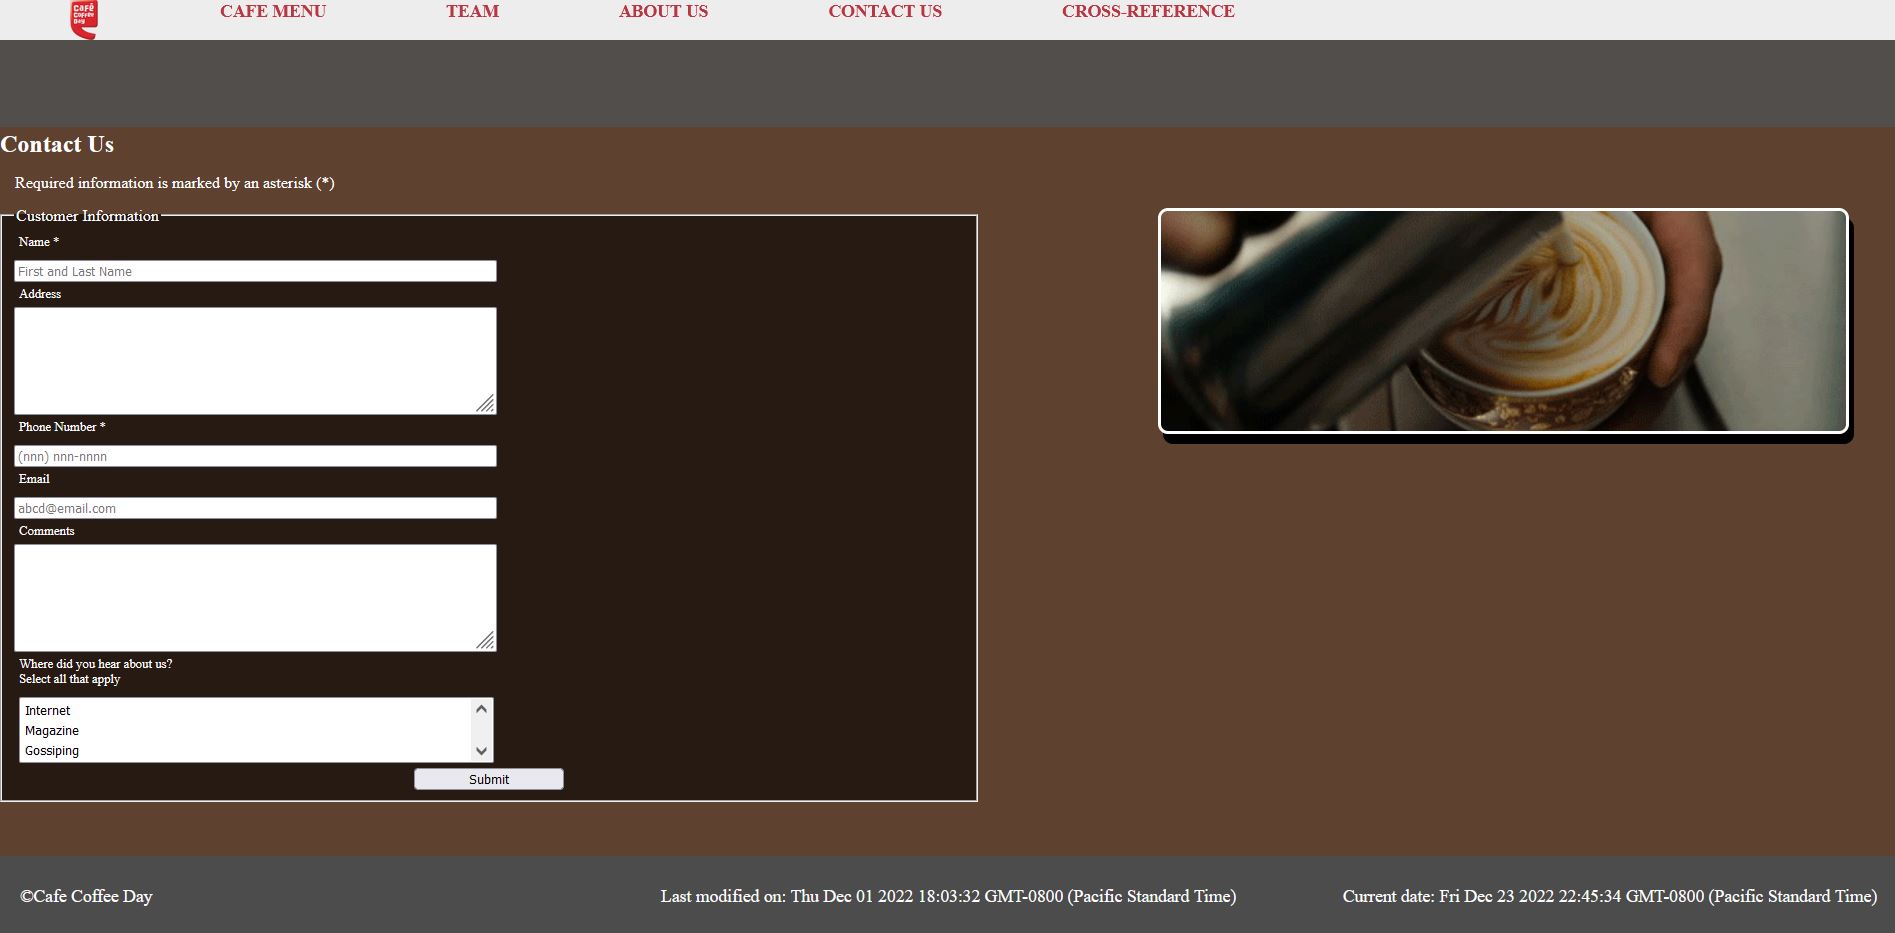 Café
Coffee
Day
CAFE MENU TEAM ABOUT US CONTACT US CROSS-REFERENCE
Contact Us
Required information is marked by an asterisk (*)
Customer Information
Name *
First and Last Name
Address
Phone Number *
(nnn) nnn-nnnn
Email
abcd@email.com
Comments
Where did you hear about us?
Select all that apply
Internet
Magazine
Gossiping
Submit
©Cafe Coffee Day Last modified on: Thu Dec 01 2022 18:03:32 GMT-0800 (Pacific Standard Time) Current date: Fri Dec 23 2022 22:45:34 GMT-0800 (Pacific Standard Time)